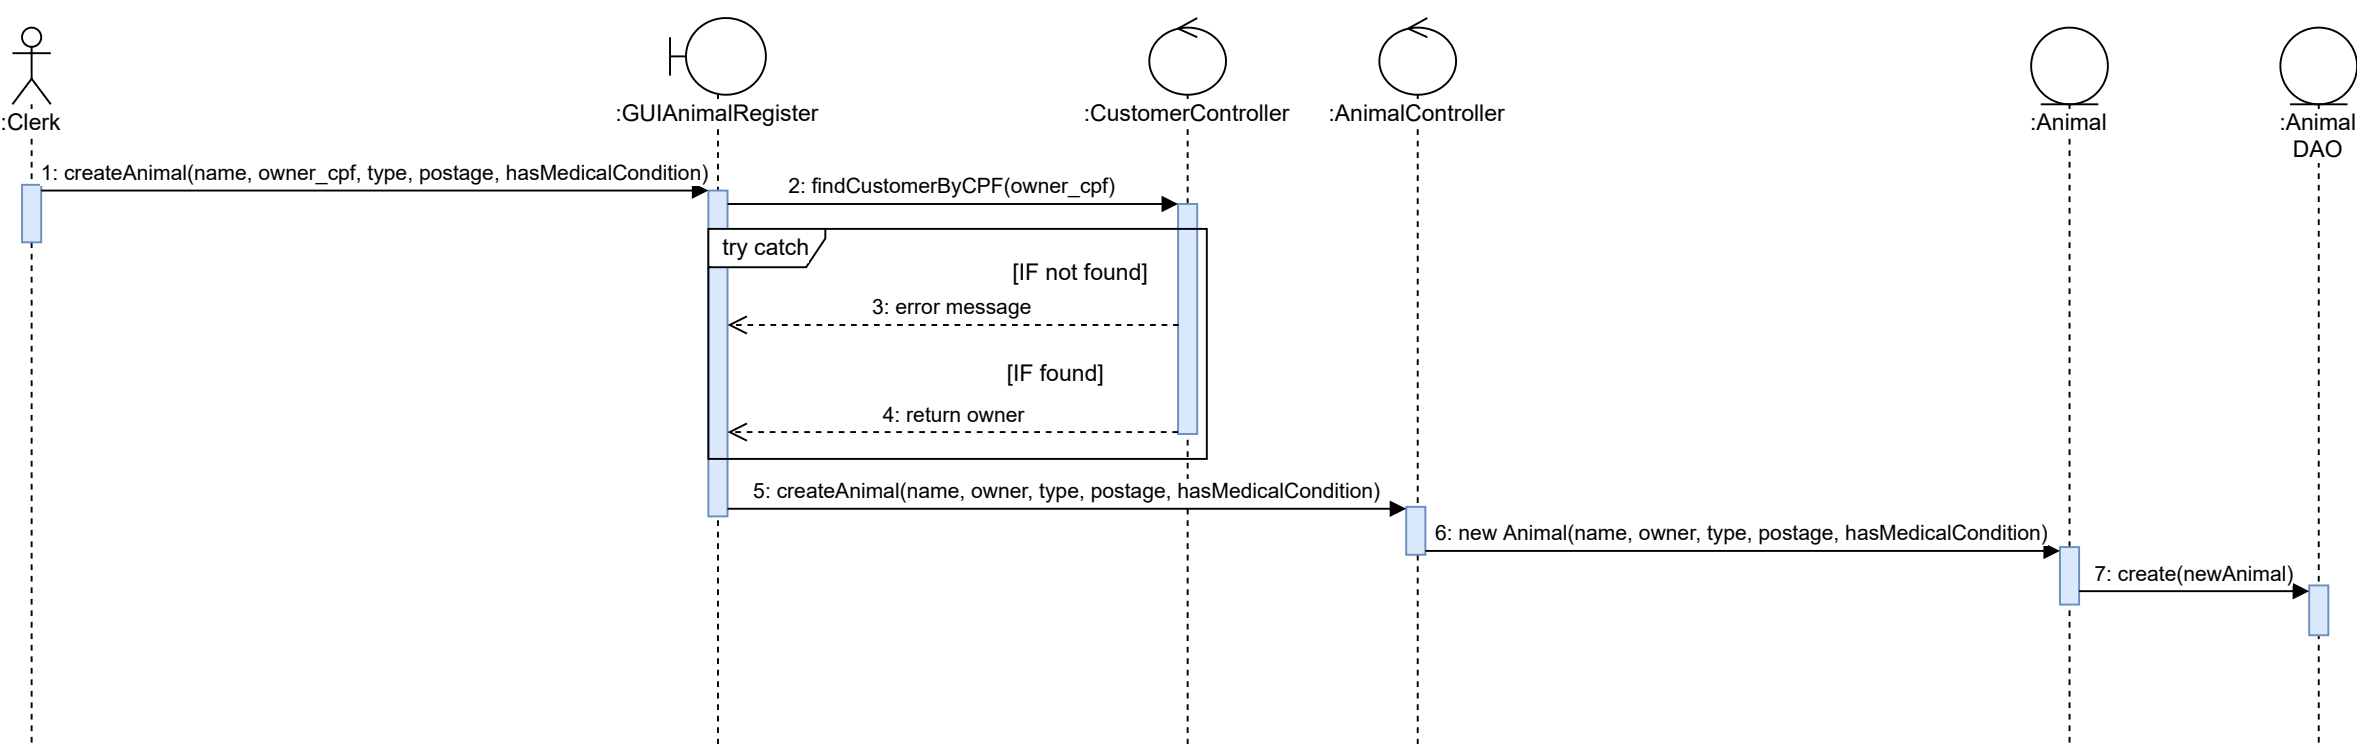 :Clerk
:GUIAnimalRegister
:CustomerController
:AnimalController
:Animal
:Animal
DAO
1: createAnimal(name, owner_cpf, type, postage, hasMedicalCondition)
2: findCustomerByCPF(owner_cpf)
try catch
[IF not found]
3: error message
[IF found]
4: return owner
5: createAnimal(name, owner, type, postage, hasMedicalCondition)
6: new Animal(name, owner, type, postage, hasMedicalCondition)
7: create(newAnimal)